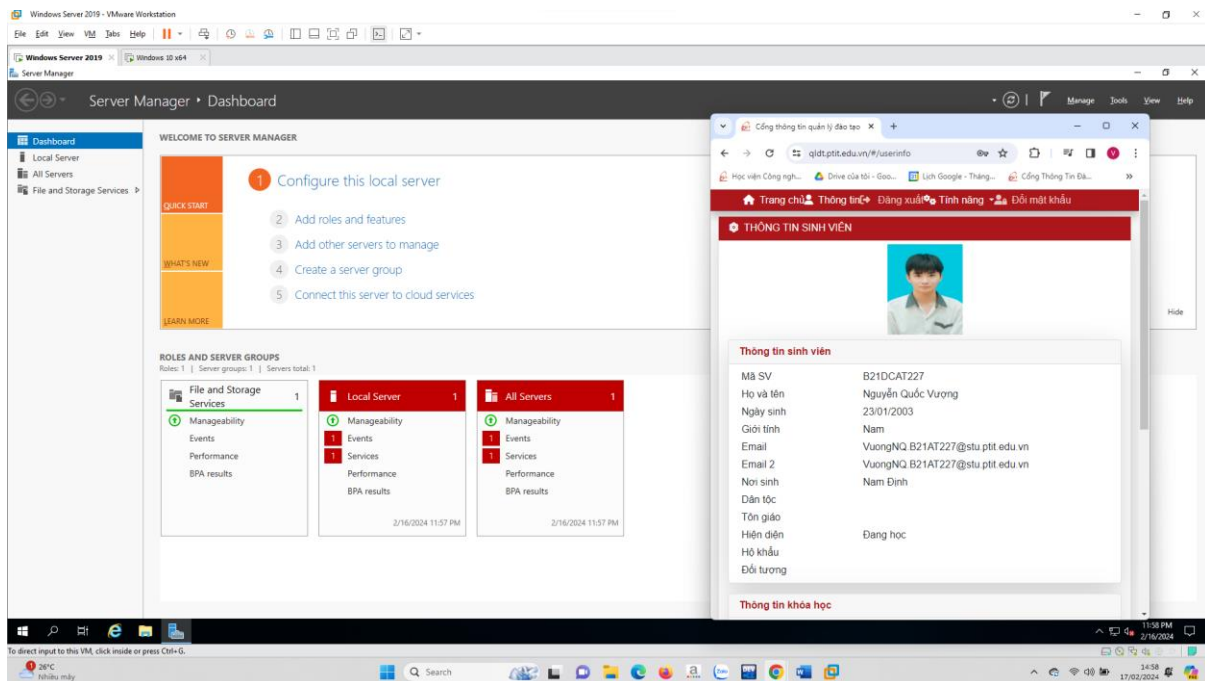 Windows Server 2019 - VMware Workstation
File Edit View VM Tabs Help
Windows Server 2019
Windows 10 x64
Server Manager
Server Manager • Dashboard
Manage Tools View Help
Dashboard
Local Server
All Servers
File and Storage Services
WELCOME TO SERVER MANAGER
QUICK START
WHAT'S NEW
LEARN MORE
1 Configure this local server
2 Add roles and features
3 Add other servers to manage
4 Create a server group
5 Connect this server to cloud services
Hide
ROLES AND SERVER GROUPS
Roles: 1 | Server groups: 1 | Servers total: 1
File and Storage Services 1
Manageability
Events
Performance
BPA results
Local Server 1
Manageability
1 Events
1 Services
Performance
BPA results
2/16/2024 11:57 PM
All Servers 1
Manageability
1 Events
1 Services
Performance
BPA results
2/16/2024 11:57 PM
Cổng thông tin quản lý đào tạo
qldt.ptit.edu.vn/#/userinfo
V
Học viện Công ngh...
Drive của tôi - Goo...
Lịch Google - Tháng...
Cổng Thông Tin Đà...
Trang chủ Thông tin Đăng xuất Tính năng Đổi mật khẩu
THÔNG TIN SINH VIÊN
Thông tin sinh viên
Mã SV B21DCAT227
Họ và tên Nguyễn Quốc Vượng
Ngày sinh 23/01/2003
Giới tính Nam
Email VuongNQ.B21AT227@stu.ptit.edu.vn
Email 2 VuongNQ.B21AT227@stu.ptit.edu.vn
Nơi sinh Nam Định
Dân tộc
Tôn giáo
Hiện diện Đang học
Hộ khẩu
Đối tượng
Thông tin khóa học
11:58 PM
2/16/2024
To direct input to this VM, click inside or press Ctrl+G.
1
26°C
Nhiều mây
Search
14:58
17/02/2024